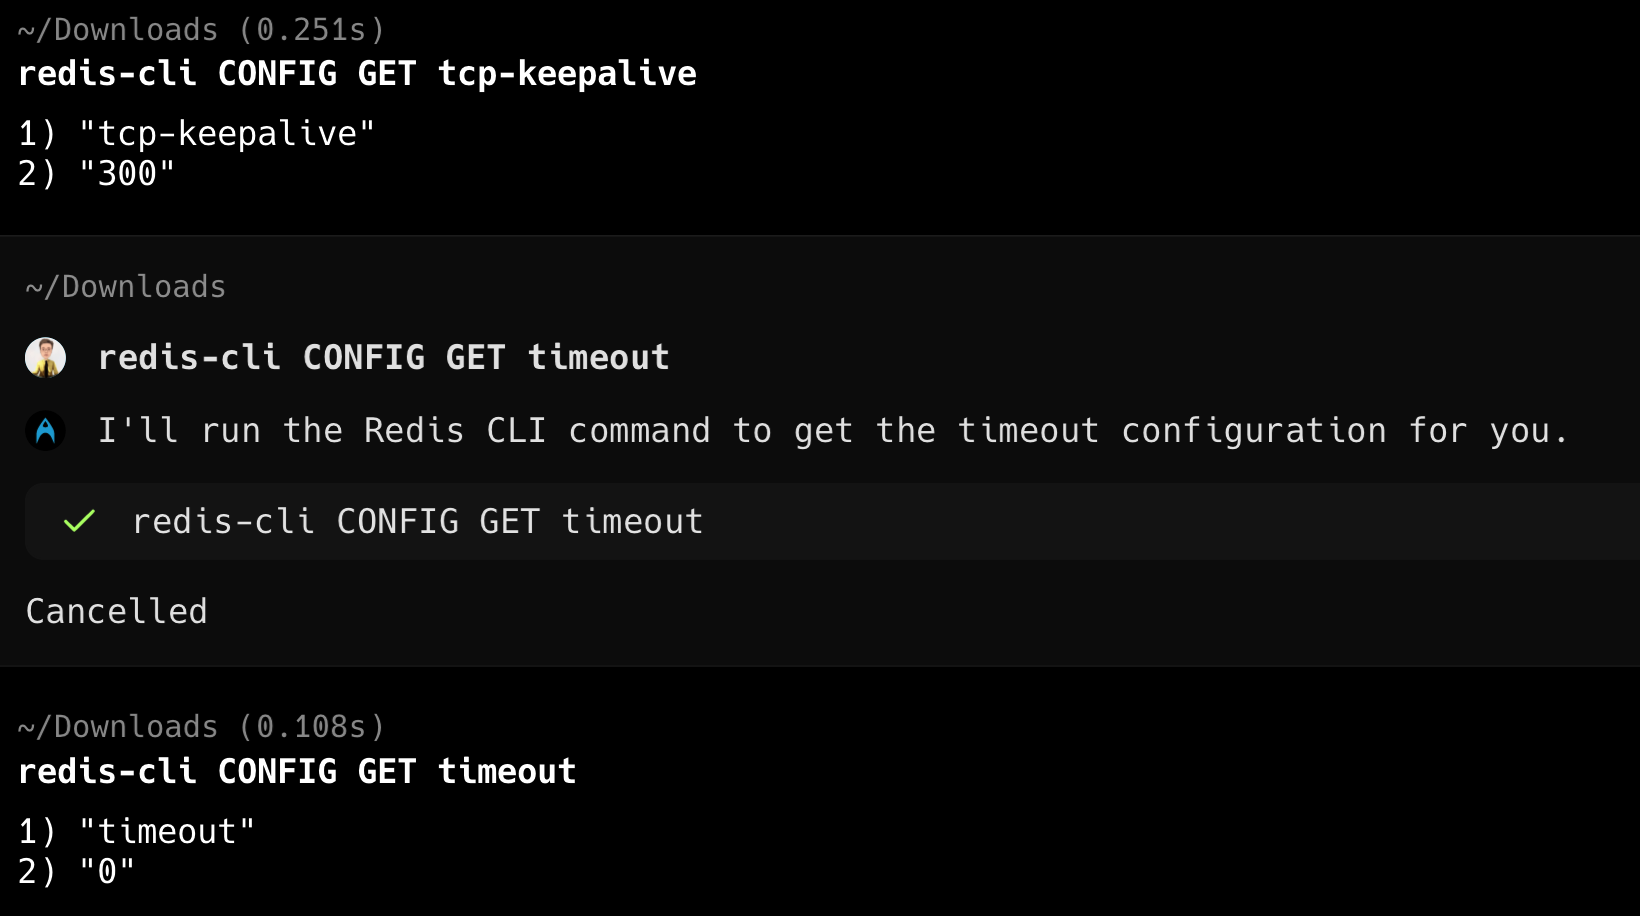 ~/Downloads (0.251s)
redis-cli CONFIG GET tcp-keepalive
1) "tcp-keepalive"
2) "300"
~/Downloads
redis-cli CONFIG GET timeout
I'll run the Redis CLI command to get the timeout configuration for you.
redis-cli CONFIG GET timeout
Cancelled
~/Downloads (0.108s)
redis-cli CONFIG GET timeout
1) "timeout"
2) "0"